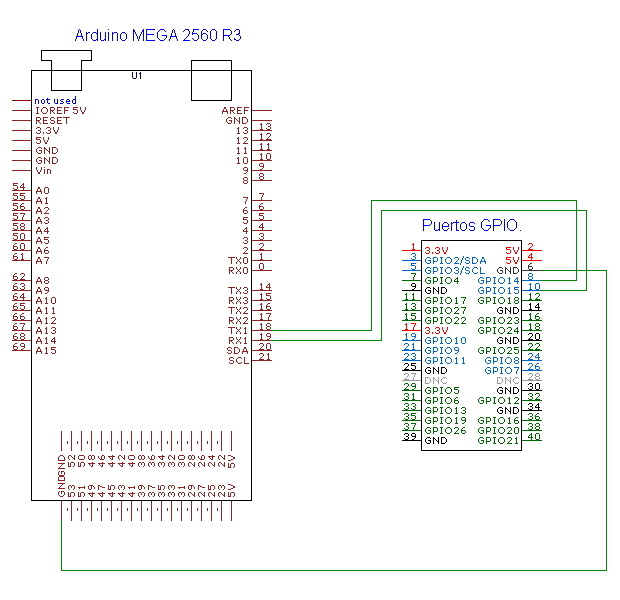 Arduino MEGA 2560 R3
U1
not used
IOREF 5V
RESET
3.3V
5V
GND
GND
Vin
54 A0
55 A1
56 A2
57 A3
58 A4
50 A5
60 A6
61 A7
62 A8
63 A9
64 A10
65 A11
66 A12
67 A13
68 A14
69 A15
AREF
GND
13 13
12 12
11 11
10 10
9 9
8 8
7 7
6 6
5 5
4 4
3 3
2 2
TX0 1
RX0 0
TX3 14
RX3 15
TX2 16
RX2 17
TX1 18
RX1 19
SDA 20
SCL 21
GND 52 50 48 46 44 42 40 38 36 34 32 30 28 26 24 22 5V
GND 53 51 49 47 45 43 41 39 37 35 33 31 29 27 25 23 5V
Puertos GPIO.
1 3.3V 5V 2
3 GPIO2/SDA 5V 4
5 GPIO3/SCL GND 6
7 GPIO4 GPIO14 8
9 GND GPIO15 10
11 GPIO17 GPIO18 12
13 GPIO27 GND 14
15 GPIO22 GPIO23 16
17 3.3V GPIO24 18
19 GPIO10 GND 20
21 GPIO9 GPIO25 22
23 GPIO11 GPIO8 24
25 GND GPIO7 26
27 DNC DNC 28
29 GPIO5 GND 30
31 GPIO6 GPIO12 32
33 GPIO13 GND 34
35 GPIO19 GPIO16 36
37 GPIO26 GPIO20 38
39 GND GPIO21 40